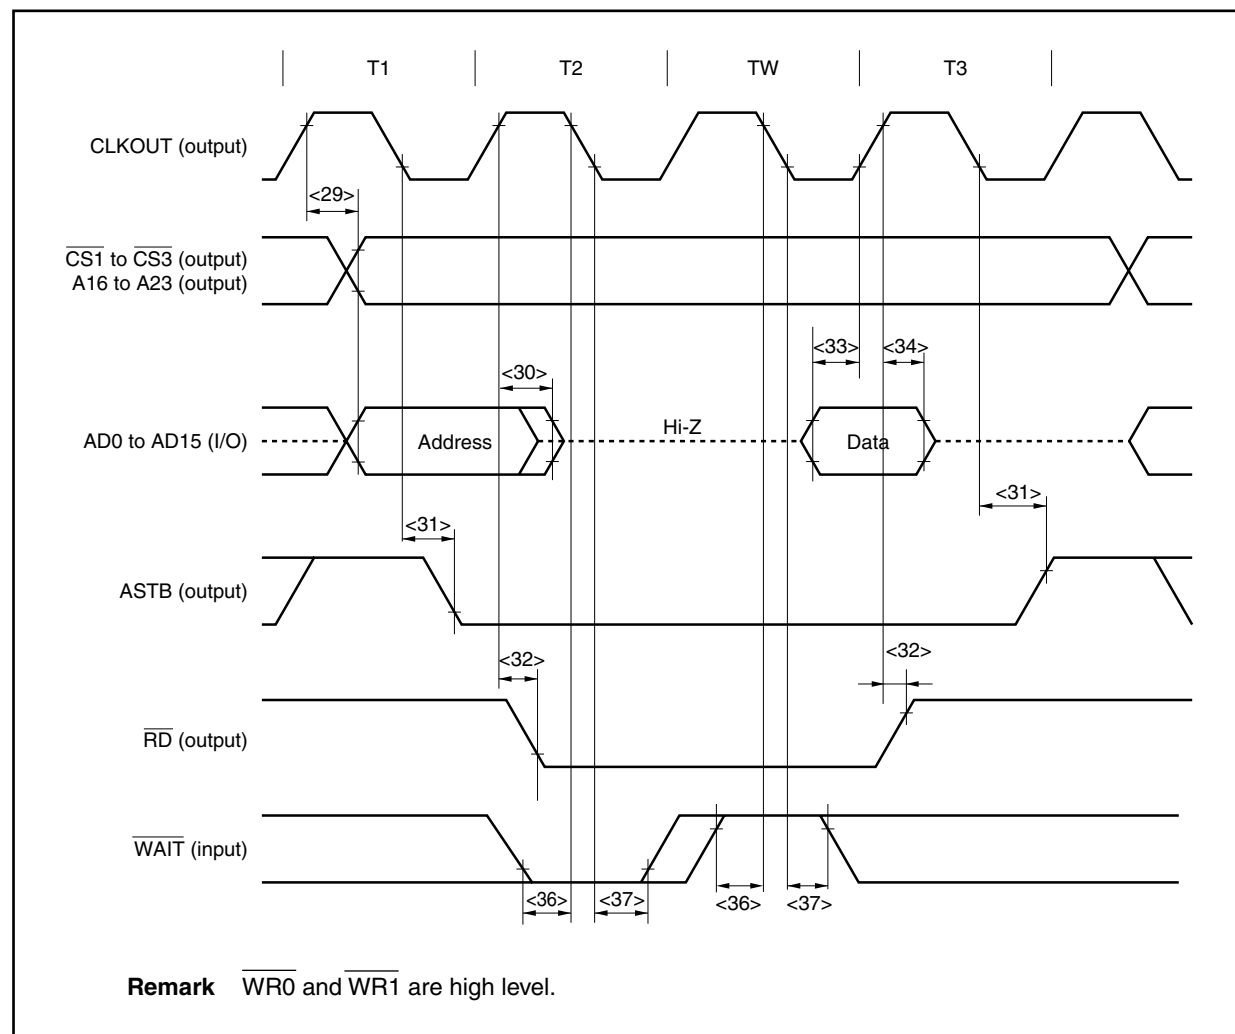 T1 T2 TW T3
CLKOUT (output)
<29>
CS1 to CS3 (output)
A16 to A23 (output)
<33> <34>
<30>
AD0 to AD15 (I/O) Address Hi-Z Data
<31> <31>
ASTB (output)
<32> <32>
RD (output)
WAIT (input)
<36> <37> <36> <37>
Remark WR0 and WR1 are high level.